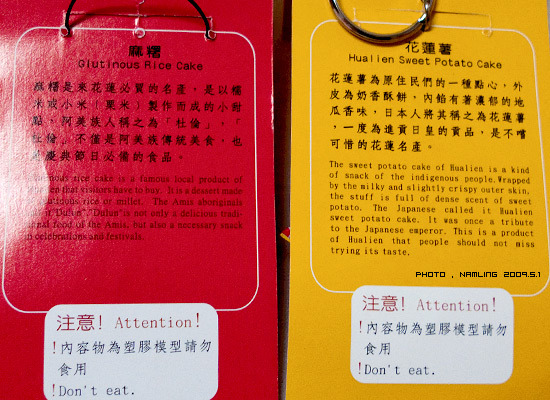 麻糬
Glutinous Rice Cake
麻糬是來花蓮必買的名產，是以糯
米或小米（粟米）製作而成的小甜
點，阿美族人稱之為「杜倫」，「
杜倫」不僅是阿美族傳統美食，也
是慶典節日必備的食品。
rice cake is a famous local product of
that visitors have to buy. It is a dessert made
rice or millet. The Amis aboriginals
"Dulun". "Dulun" is not only a delicious tradi-
food of the Amis, but also a necessary snack
celebrations and festivals.
注意! Attention!
!內容物為塑膠模型請勿
食用
!Don't eat.
花蓮薯
Hualien Sweet Potato Cake
花蓮薯為原住民們的一種點心，外
皮為奶香酥餅，內餡有著濃郁的地
瓜香味，日本人將其稱之為花蓮薯
，一度為進貢日皇的貢品，是不嚐
可惜的花蓮名產。
The sweet potato cake of Hualien is a kind
of snack of the indigenous people.Wrapped
by the milky and slightly crispy outer skin,
the stuff is full of dense scent of sweet
potato. The Japanese called it Hualien
sweet potato cake. It was once a tribute
to the Japanese emperor. This is a product
of Hualien that people should not miss
trying its taste.
PHOTO . NAMLING 2009.5.1
注意! Attention!
!內容物為塑膠模型請勿
食用
!Don't eat.